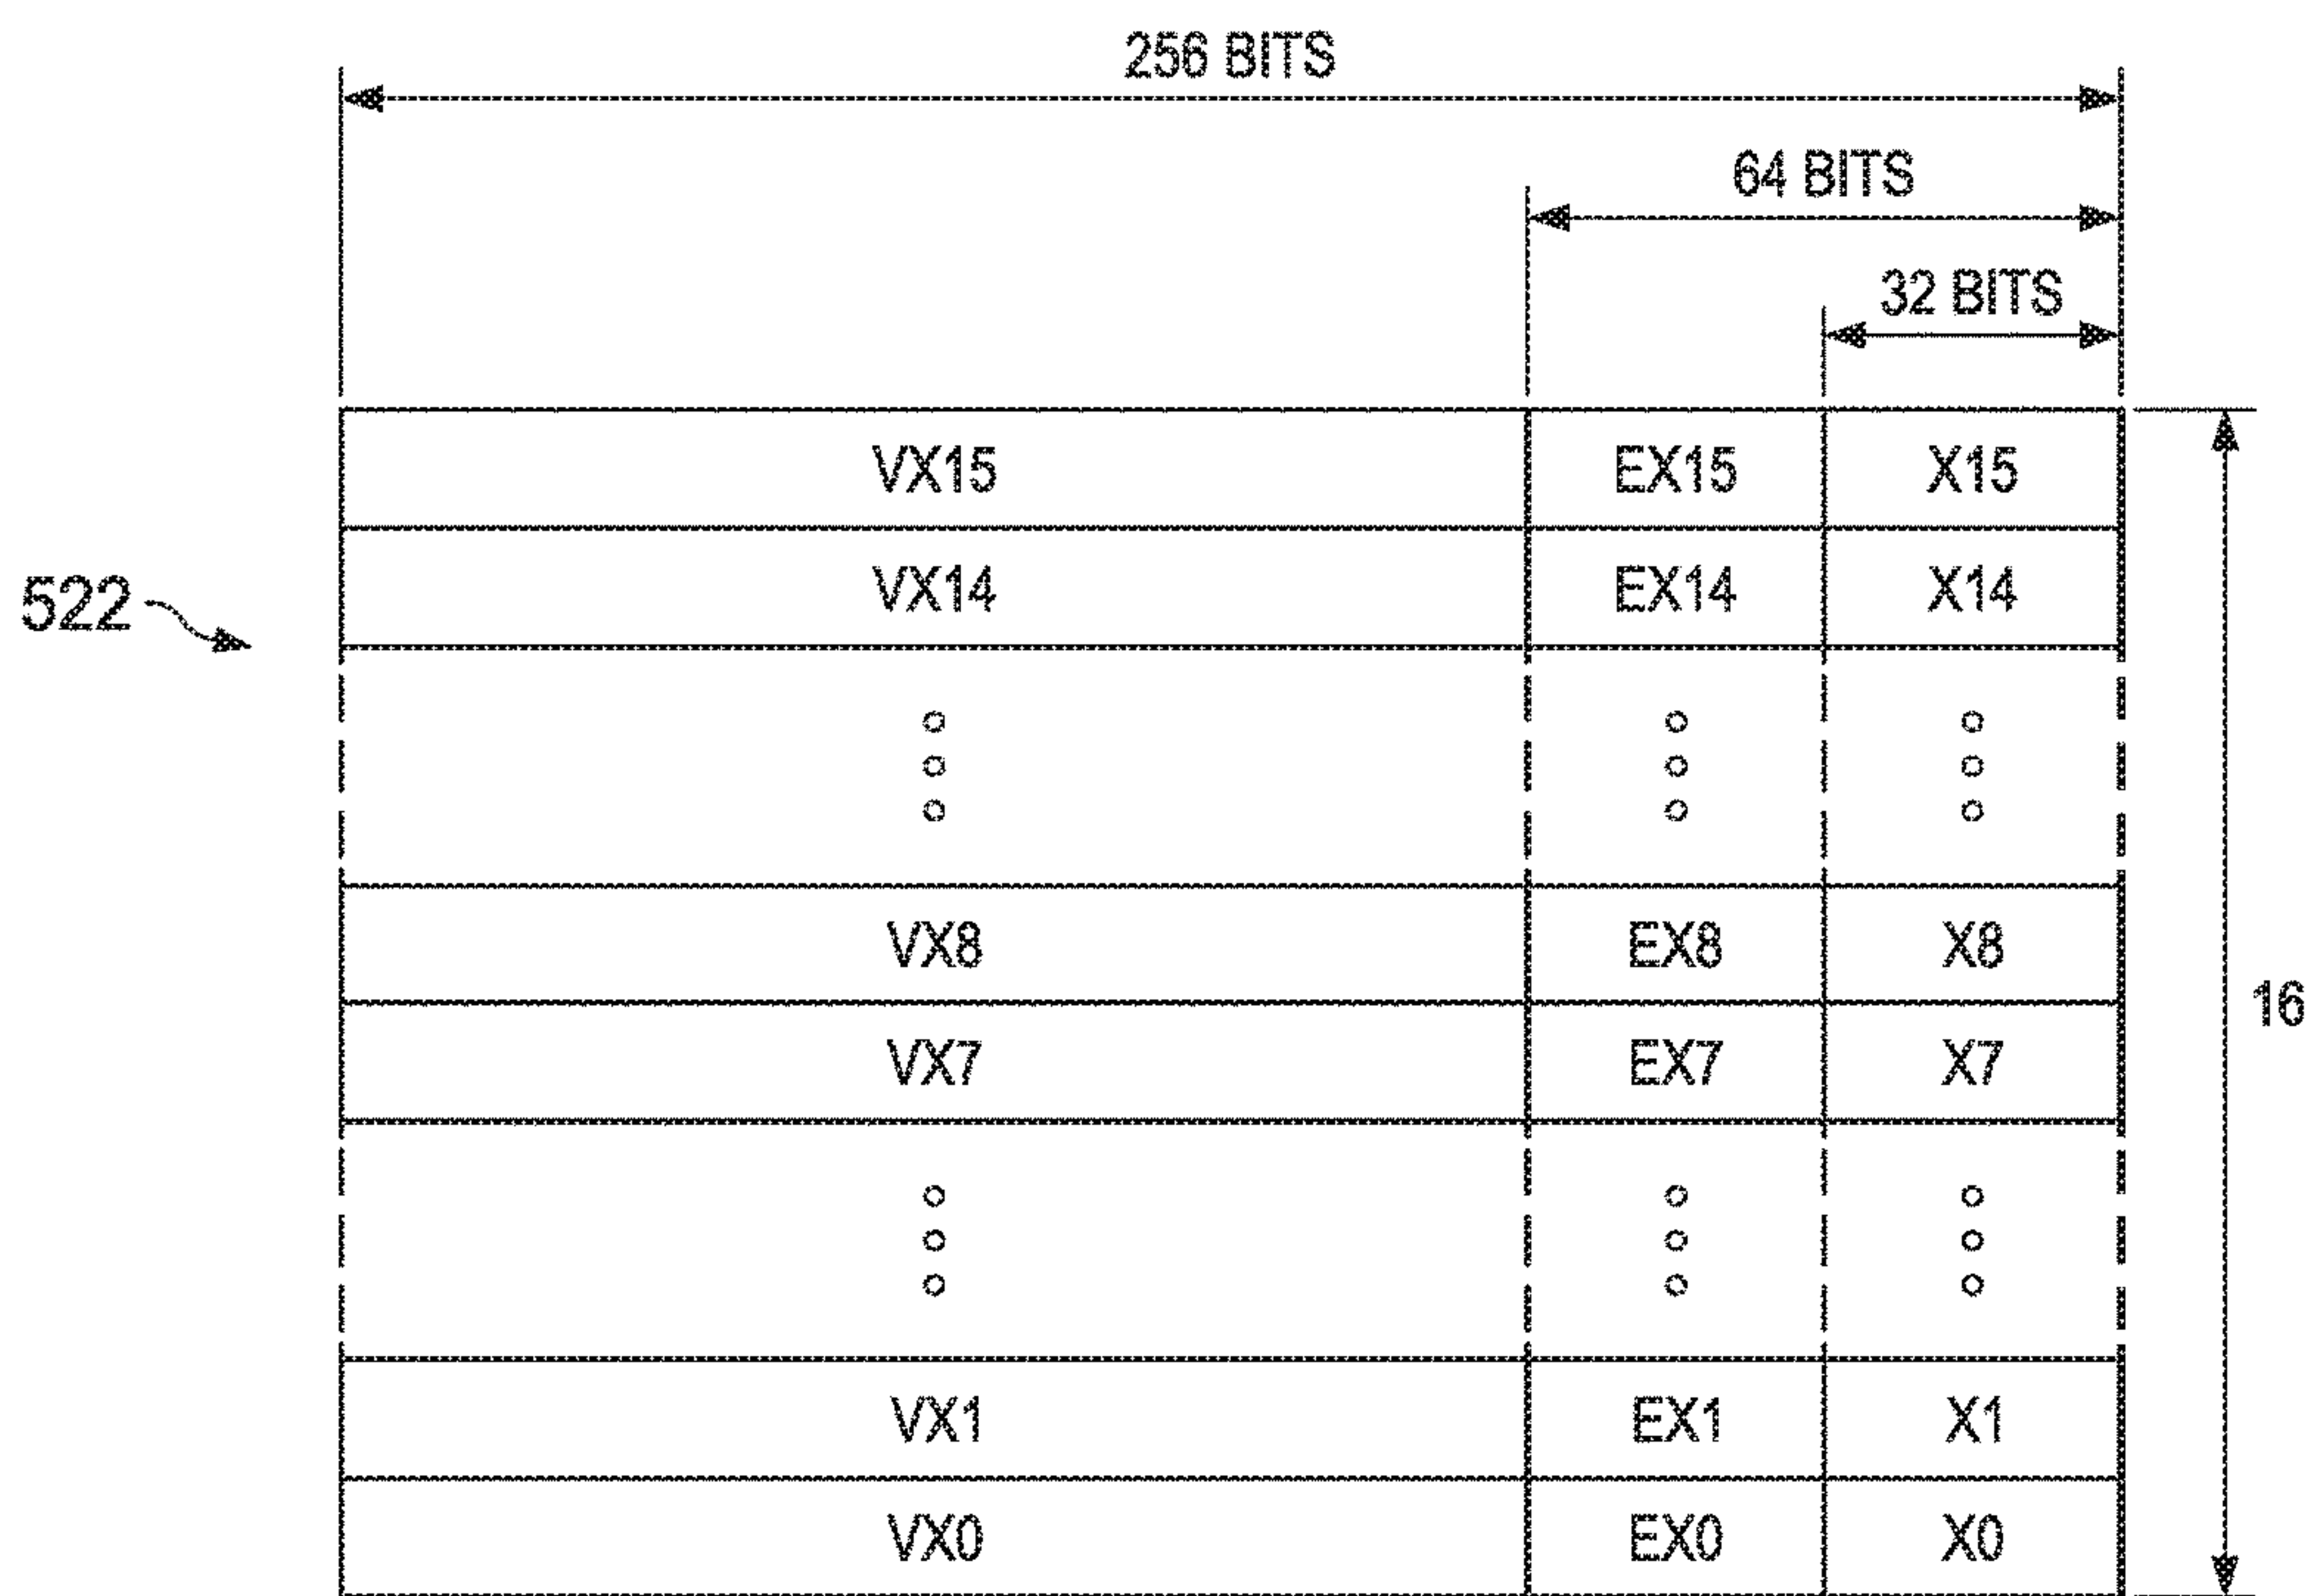 256 BITS
64 BITS
32 BITS
VX15 EX15 X15
VX14 EX14 X14
522
VX8 EX8 X8
16
VX7 EX7 X7
VX1 EX1 X1
VX0 EX0 X0